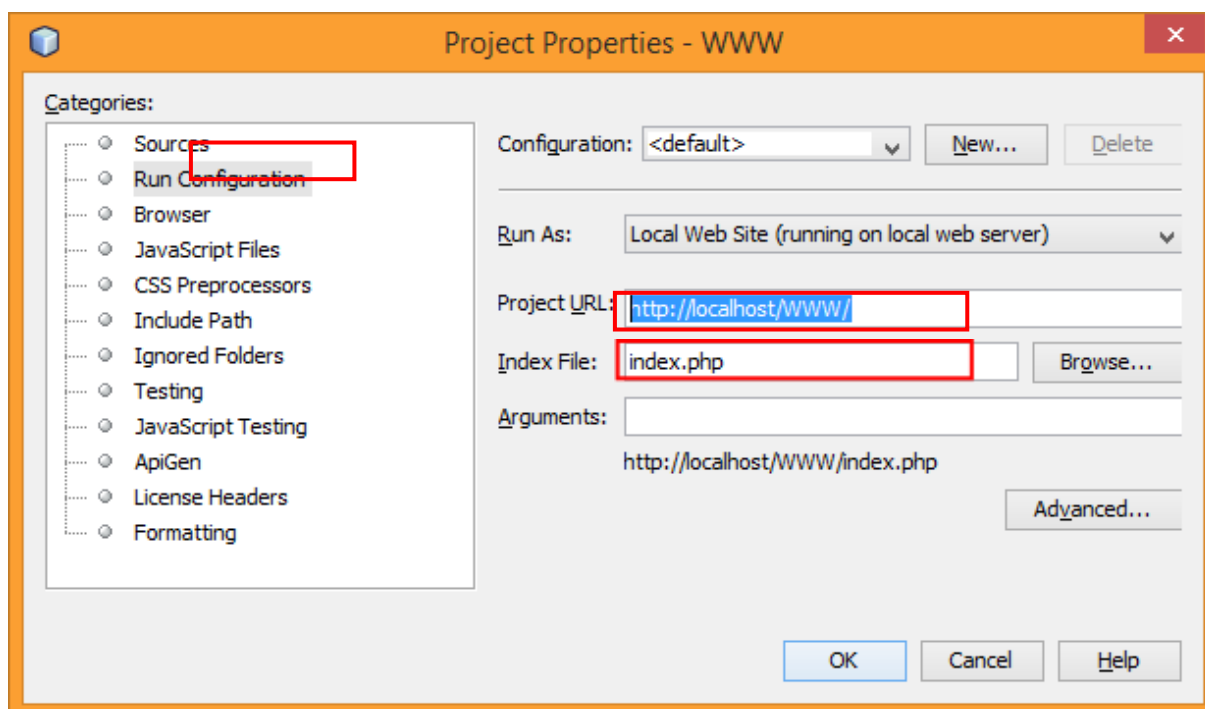 Project Properties - WWW
Categories:
Sources
Run Configuration
Browser
JavaScript Files
CSS Preprocessors
Include Path
Ignored Folders
Testing
JavaScript Testing
ApiGen
License Headers
Formatting
Configuration: <default> New... Delete
Run As: Local Web Site (running on local web server)
Project URL: http://localhost/WWW/
Index File: index.php Browse...
Arguments:
http://localhost/WWW/index.php
Advanced...
OK Cancel Help